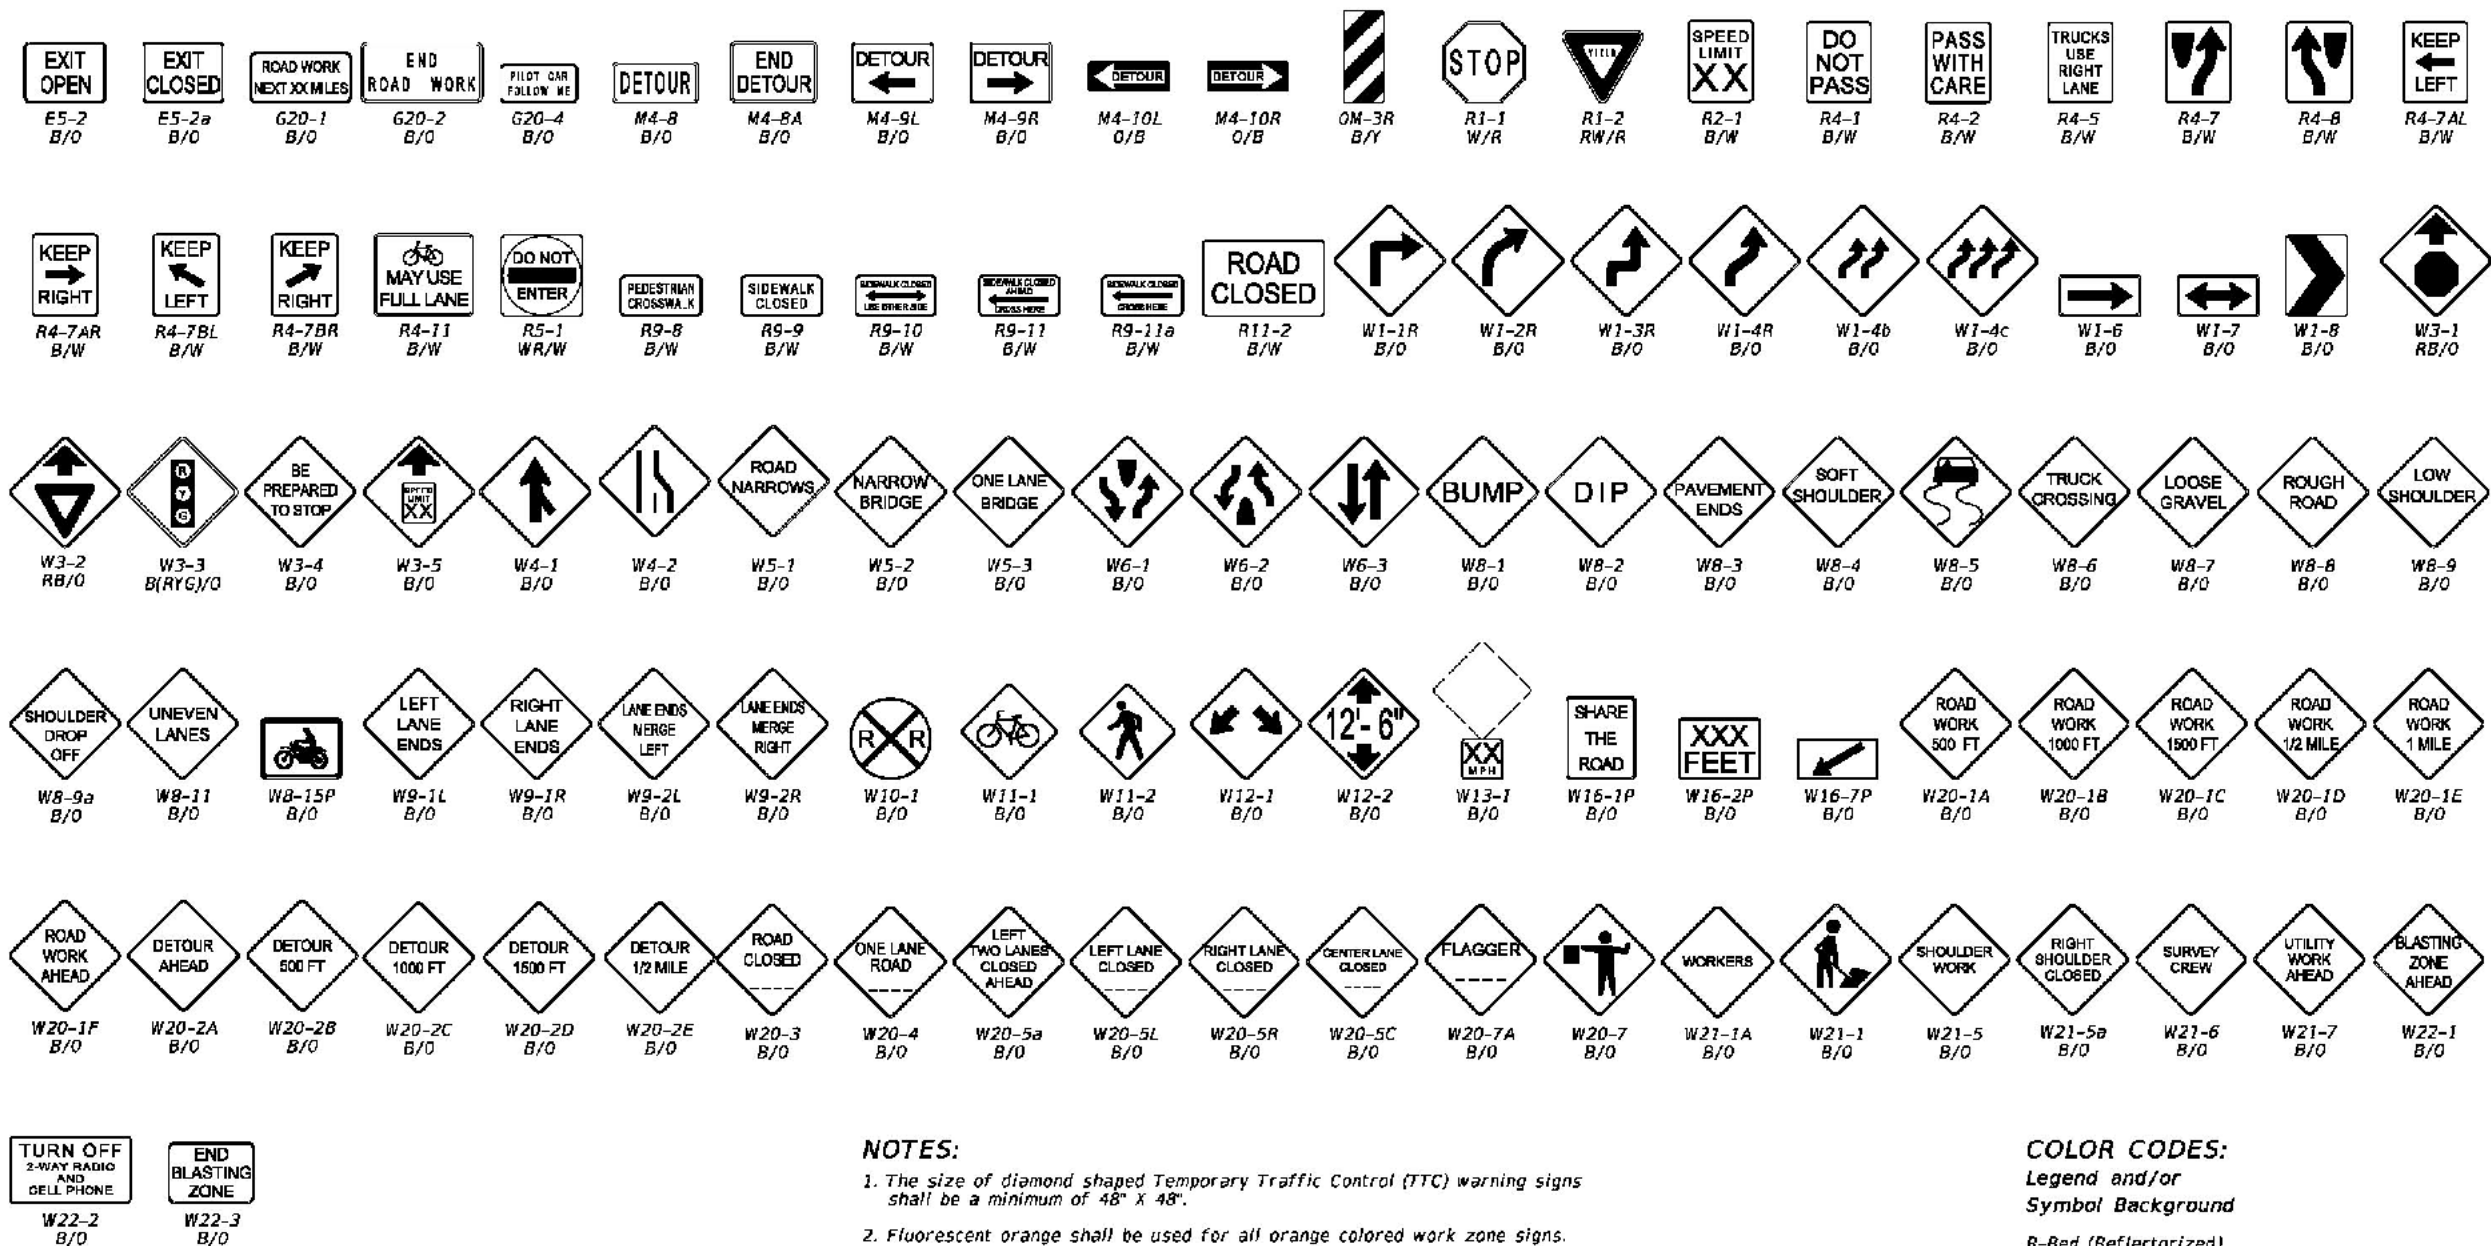 EXIT
OPEN
E5-2
B/O
EXIT
CLOSED
E5-2a
B/O
ROAD WORK
NEXT XX MILES
G20-1
B/O
END
ROAD WORK
G20-2
B/O
PILOT CAR
FOLLOW ME
G20-4
B/O
DETOUR
M4-8
B/O
END
DETOUR
M4-8A
B/O
DETOUR
M4-9L
B/O
DETOUR
M4-9R
B/O
DETOUR
M4-10L
O/B
DETOUR
M4-10R
O/B
OM-3R
B/Y
STOP
R1-1
W/R
YIELD
R1-2
RW/R
SPEED
LIMIT
XX
R2-1
B/W
DO
NOT
PASS
R4-1
B/W
PASS
WITH
CARE
R4-2
B/W
TRUCKS
USE
RIGHT
LANE
R4-5
B/W
R4-7
B/W
R4-8
B/W
KEEP
LEFT
R4-7AL
B/W
KEEP
RIGHT
R4-7AR
B/W
KEEP
LEFT
R4-7BL
B/W
KEEP
RIGHT
R4-7BR
B/W
MAY USE
FULL LANE
R4-11
B/W
DO NOT
ENTER
R5-1
WR/W
PEDESTRIAN
CROSSWALK
R9-8
B/W
SIDEWALK
CLOSED
R9-9
B/W
SIDEWALK CLOSED
USE OTHER SIDE
R9-10
B/W
SIDEWALK CLOSED
AHEAD
CROSS HERE
R9-11
B/W
SIDEWALK CLOSED
CROSS HERE
R9-11a
B/W
ROAD
CLOSED
R11-2
B/W
W1-1R
B/O
W1-2R
B/O
W1-3R
B/O
W1-4R
B/O
W1-4b
B/O
W1-4c
B/O
W1-6
B/O
W1-7
B/O
W1-8
B/O
W3-1
RB/O
W3-2
RB/O
R
Y
G
W3-3
B(RYG)/O
BE
PREPARED
TO STOP
W3-4
B/O
SPEED
LIMIT
XX
W3-5
B/O
W4-1
B/O
W4-2
B/O
ROAD
NARROWS
W5-1
B/O
NARROW
BRIDGE
W5-2
B/O
ONE LANE
BRIDGE
W5-3
B/O
W6-1
B/O
W6-2
B/O
W6-3
B/O
BUMP
W8-1
B/O
DIP
W8-2
B/O
PAVEMENT
ENDS
W8-3
B/O
SOFT
SHOULDER
W8-4
B/O
W8-5
B/O
TRUCK
CROSSING
W8-6
B/O
LOOSE
GRAVEL
W8-7
B/O
ROUGH
ROAD
W8-8
B/O
LOW
SHOULDER
W8-9
B/O
SHOULDER
DROP
OFF
W8-9a
B/O
UNEVEN
LANES
W8-11
B/O
W8-15P
B/O
LEFT
LANE
ENDS
W9-1L
B/O
RIGHT
LANE
ENDS
W9-1R
B/O
LANE ENDS
MERGE
LEFT
W9-2L
B/O
LANE ENDS
MERGE
RIGHT
W9-2R
B/O
R R
W10-1
B/O
W11-1
B/O
W11-2
B/O
W12-1
B/O
12'-6"
W12-2
B/O
XX
MPH
W13-1
B/O
SHARE
THE
ROAD
W16-1P
B/O
XXX
FEET
W16-2P
B/O
W16-7P
B/O
ROAD
WORK
500 FT
W20-1A
B/O
ROAD
WORK
1000 FT
W20-1B
B/O
ROAD
WORK
1500 FT
W20-1C
B/O
ROAD
WORK
1/2 MILE
W20-1D
B/O
ROAD
WORK
1 MILE
W20-1E
B/O
ROAD
WORK
AHEAD
W20-1F
B/O
DETOUR
AHEAD
W20-2A
B/O
DETOUR
500 FT
W20-2B
B/O
DETOUR
1000 FT
W20-2C
B/O
DETOUR
1500 FT
W20-2D
B/O
DETOUR
1/2 MILE
W20-2E
B/O
ROAD
CLOSED
----
W20-3
B/O
ONE LANE
ROAD
----
W20-4
B/O
LEFT
TWO LANES
CLOSED
AHEAD
W20-5a
B/O
LEFT LANE
CLOSED
----
W20-5L
B/O
RIGHT LANE
CLOSED
----
W20-5R
B/O
CENTER LANE
CLOSED
----
W20-5C
B/O
FLAGGER
----
W20-7A
B/O
W20-7
B/O
WORKERS
W21-1A
B/O
W21-1
B/O
SHOULDER
WORK
W21-5
B/O
RIGHT
SHOULDER
CLOSED
W21-5a
B/O
SURVEY
CREW
W21-6
B/O
UTILITY
WORK
AHEAD
W21-7
B/O
BLASTING
ZONE
AHEAD
W22-1
B/O
TURN OFF
2-WAY RADIO
AND
CELL PHONE
W22-2
B/O
END
BLASTING
ZONE
W22-3
B/O
NOTES:
1. The size of diamond shaped Temporary Traffic Control (TTC) warning signs
shall be a minimum of 48" X 48".
2. Fluorescent orange shall be used for all orange colored work zone signs.
COLOR CODES:
Legend and/or
Symbol Background
R-Red (Reflectorized)